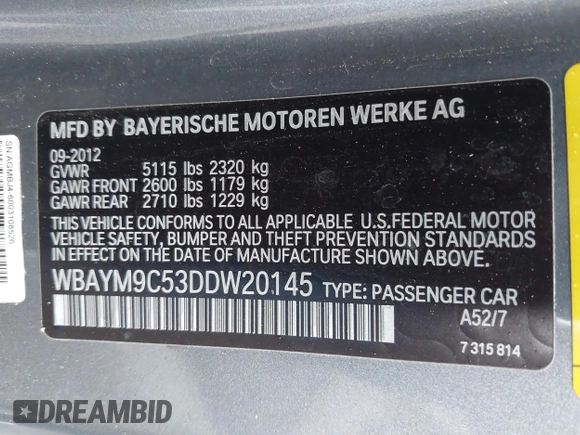 MFD BY BAYERISCHE MOTOREN WERKE AG
09-2012
GVWR 5115 lbs 2320 kg
GAWR FRONT 2600 lbs 1179 kg
GAWR REAR 2710 lbs 1229 kg
THIS VEHICLE CONFORMS TO ALL APPLICABLE U.S.FEDERAL MOTOR
VEHICLE SAFETY, BUMPER AND THEFT PREVENTION STANDARDS IN
EFFECT ON THE DATE OF MANUFACTURE SHOWN ABOVE.
WBAYM9C53DDW20145 TYPE: PASSENGER CAR
A52/7
7 315 814
DREAMBID